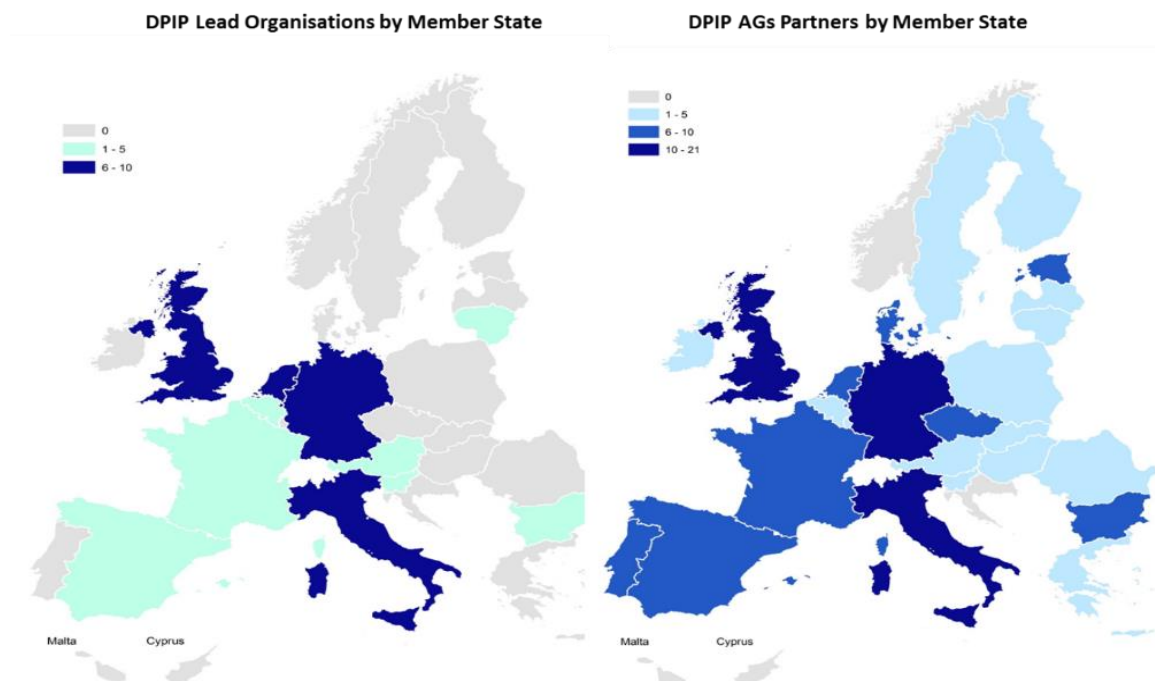 DPIP Lead Organisations by Member State
0
1 - 5
6 - 10
Malta Cyprus
DPIP AGs Partners by Member State
0
1 - 5
6 - 10
10 - 21
Malta Cyprus